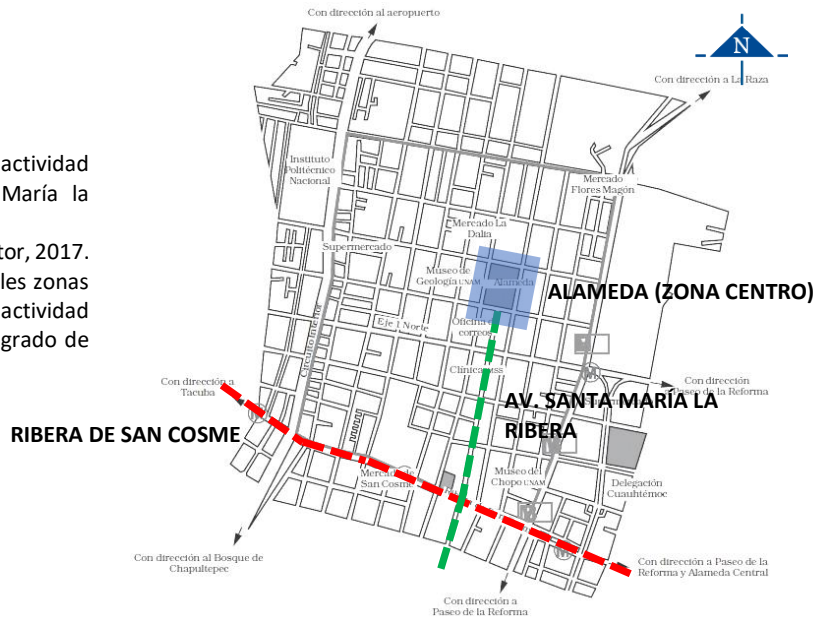 actividad
María la
tor, 2017.
les zonas
actividad
grado de
Con dirección al aeropuerto
N
Con dirección a La Raza
Instituto
Politécnico
Nacional
Mercado
Flores Magón
Mercado La
Dalia
Supermercado
Museo de
Geología UNAM
Alameda
ALAMEDA (ZONA CENTRO)
Eje 1 Norte
Oficina
correos
Circuito Interior
Clínica IMSS
Con dirección a
Tacuba
Con dirección
a Paseo de la Reforma
AV. SANTA MARÍA LA
RIBERA
RIBERA DE SAN COSME
Mercado de
San Cosme
Museo del
Chopo UNAM
Delegación
Cuauhtémoc
Con dirección al Bosque de
Chapultepec
Con dirección a Paseo de la
Reforma y Alameda Central
Con dirección a
Paseo de la Reforma